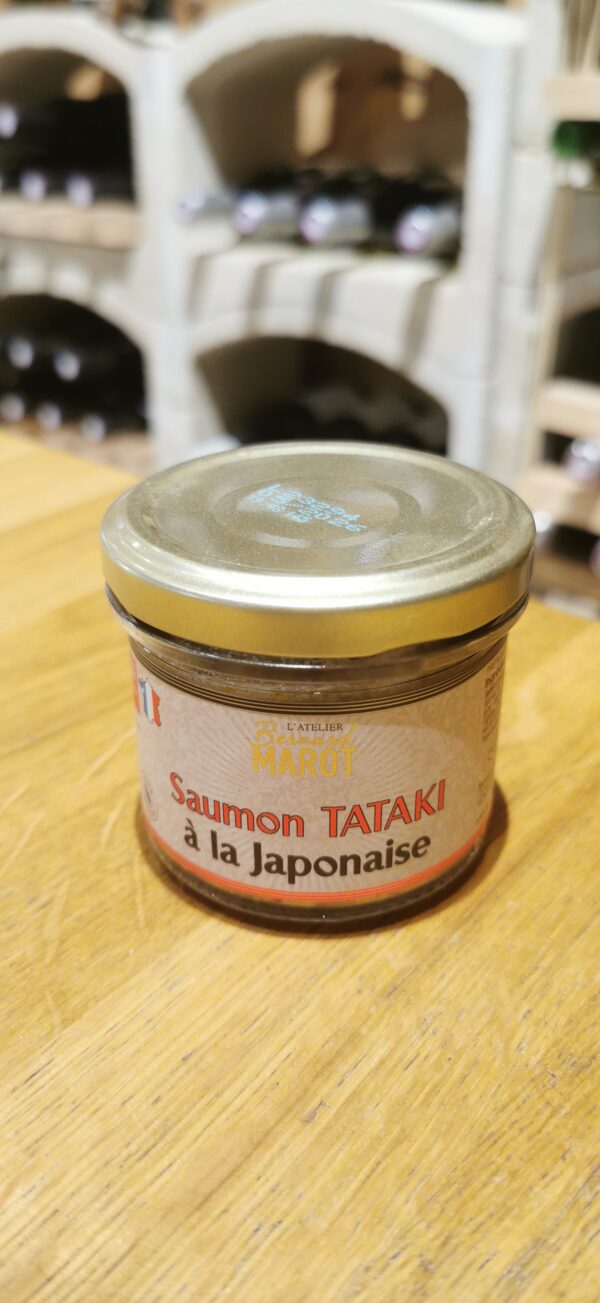 L'ATELIER
Bernard
MAROT
Saumon TATAKI
à la Japonaise